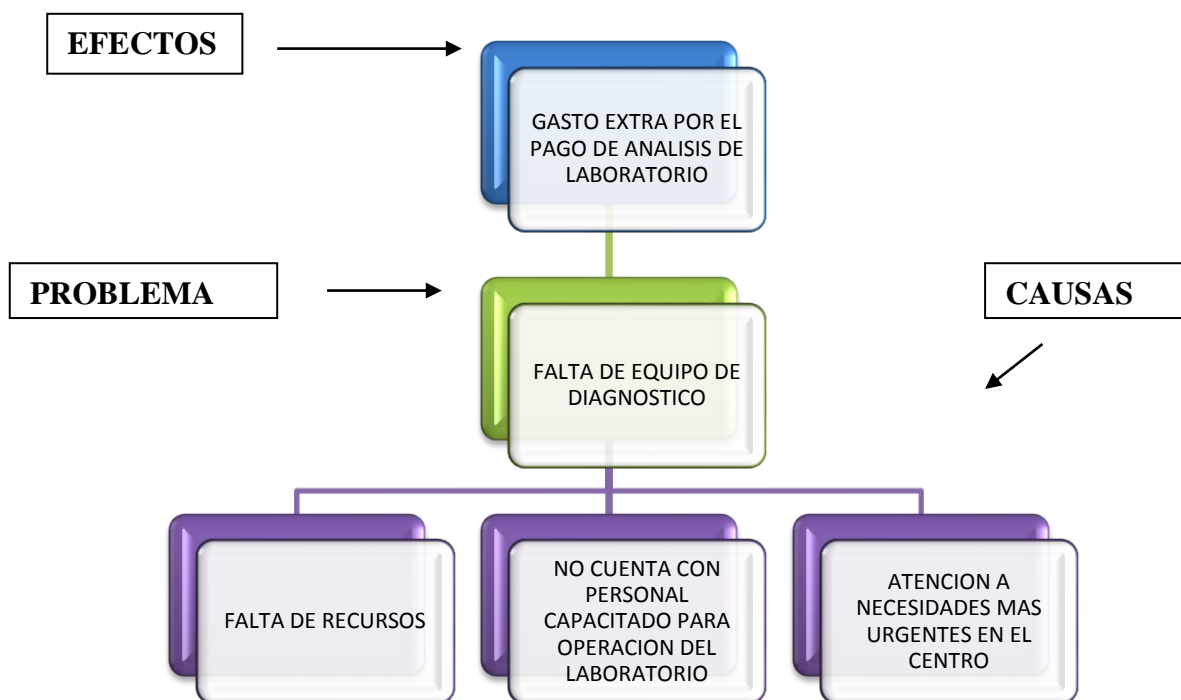 EFECTOS
GASTO EXTRA POR EL
PAGO DE ANALISIS DE
LABORATORIO
PROBLEMA
CAUSAS
FALTA DE EQUIPO DE
DIAGNOSTICO
FALTA DE RECURSOS
NO CUENTA CON
PERSONAL
CAPACITADO PARA
OPERACION DEL
LABORATORIO
ATENCION A
NECESIDADES MAS
URGENTES EN EL
CENTRO